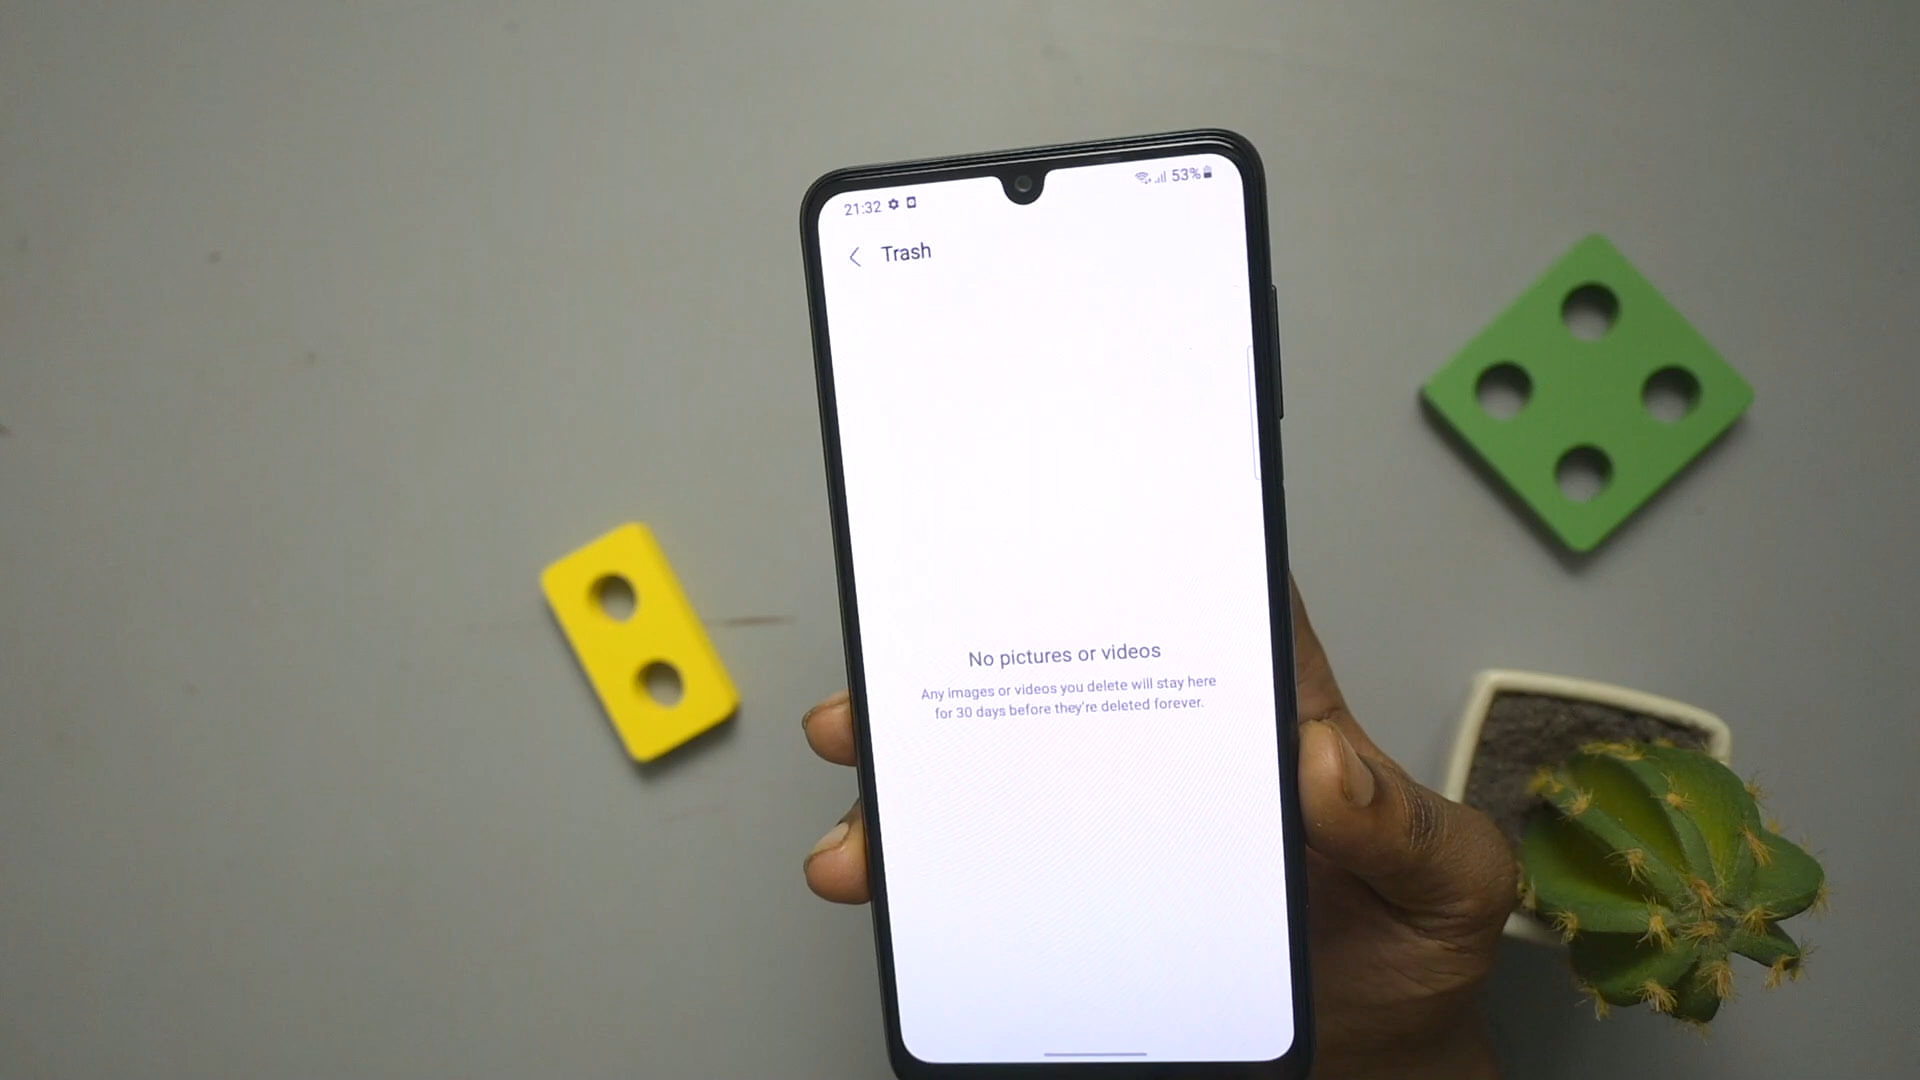 21:32
53%
Trash
No pictures or videos
Any images or videos you delete will stay here
for 30 days before they're deleted forever.